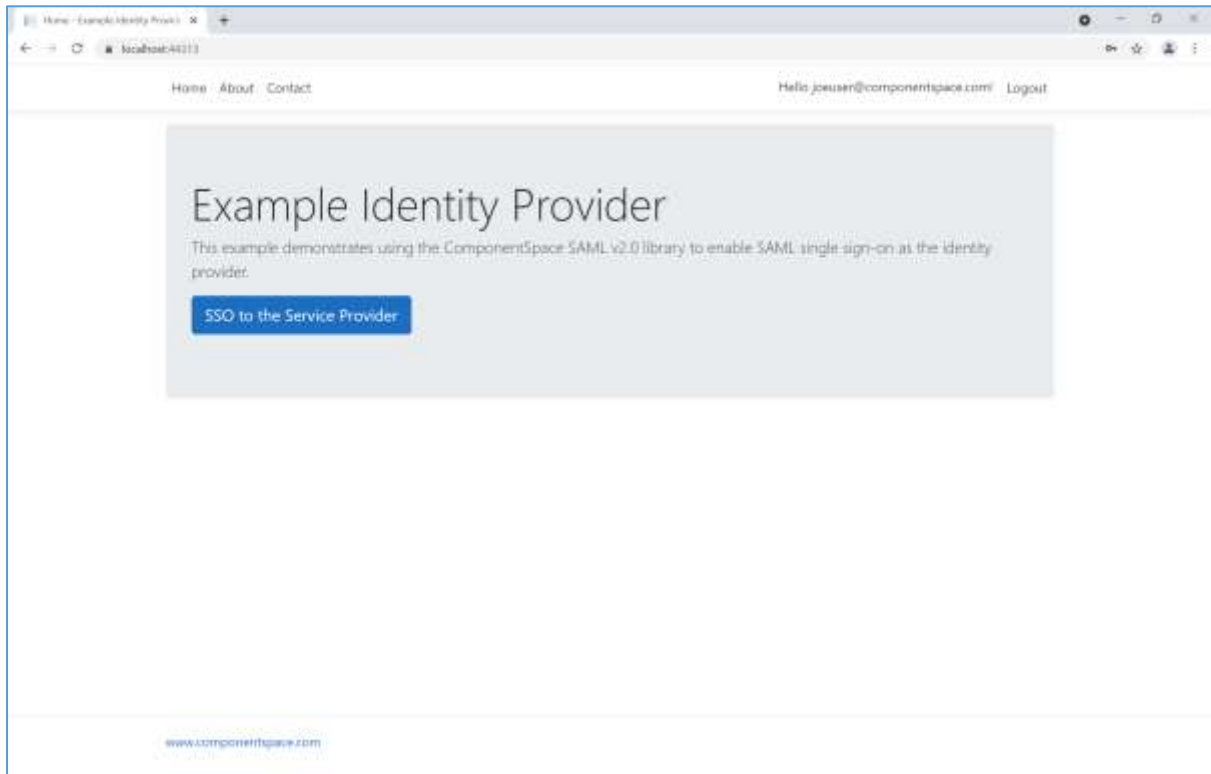 Home - Example Identity Provi
localhost:44313
Home About Contact
Hello joeuser@componentspace.com! Logout
Example Identity Provider
This example demonstrates using the ComponentSpace SAML v2.0 library to enable SAML single sign-on as the identity
provider.
SSO to the Service Provider
www.componentspace.com